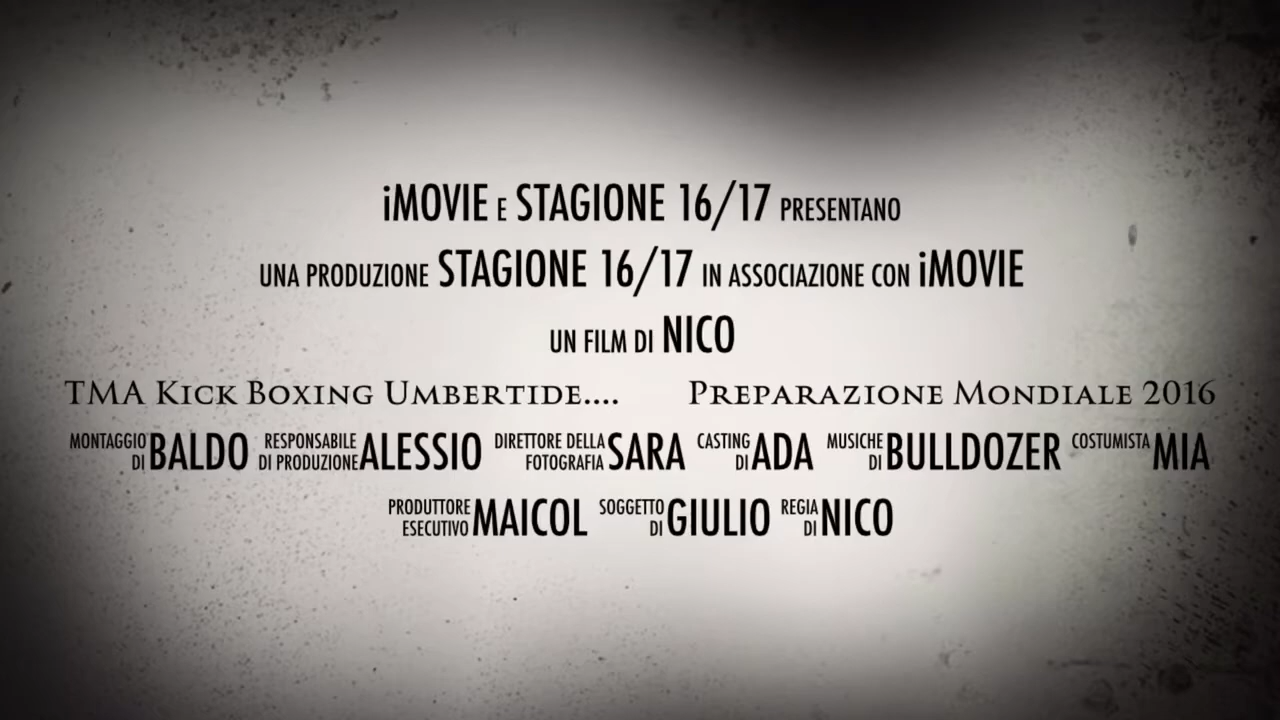 iMOVIE E STAGIONE 16/17 PRESENTANO
UNA PRODUZIONE STAGIONE 16/17 IN ASSOCIAZIONE CON iMOVIE
UN FILM DI NICO
TMA Kick Boxing Umbertide.... Preparazione Mondiale 2016
MONTAGGIO DI BALDO RESPONSABILE DI PRODUZIONE ALESSIO DIRETTORE DELLA FOTOGRAFIA SARA CASTING DI ADA MUSICHE DI BULLDOZER COSTUMISTA MIA
PRODUTTORE ESECUTIVO MAICOL SOGGETTO DI GIULIO REGIA DI NICO